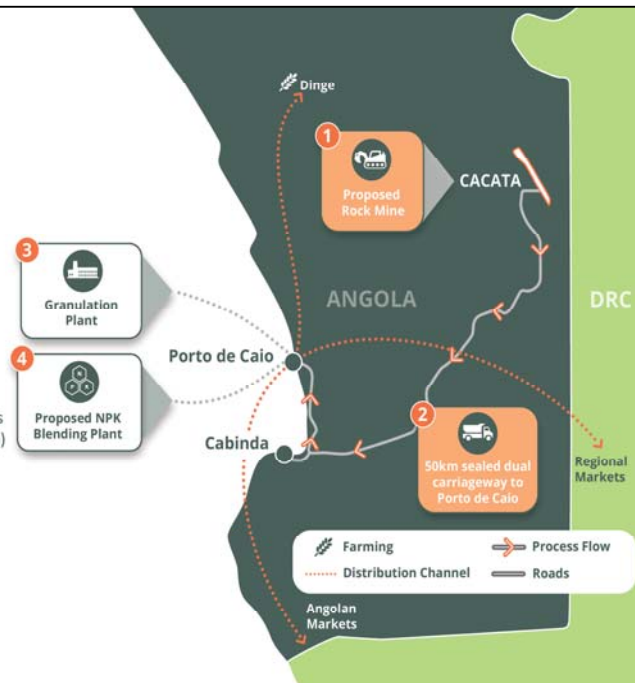 Dinge
1
Proposed
Rock Mine
CACATA
3
Granulation
Plant
ANGOLA
DRC
4
Proposed NPK
Blending Plant
Porto de Caio
s
)
Cabinda
2
50km sealed dual
carriageway to
Porto de Caio
Regional
Markets
Farming
Process Flow
Distribution Channel
Roads
Angolan
Markets